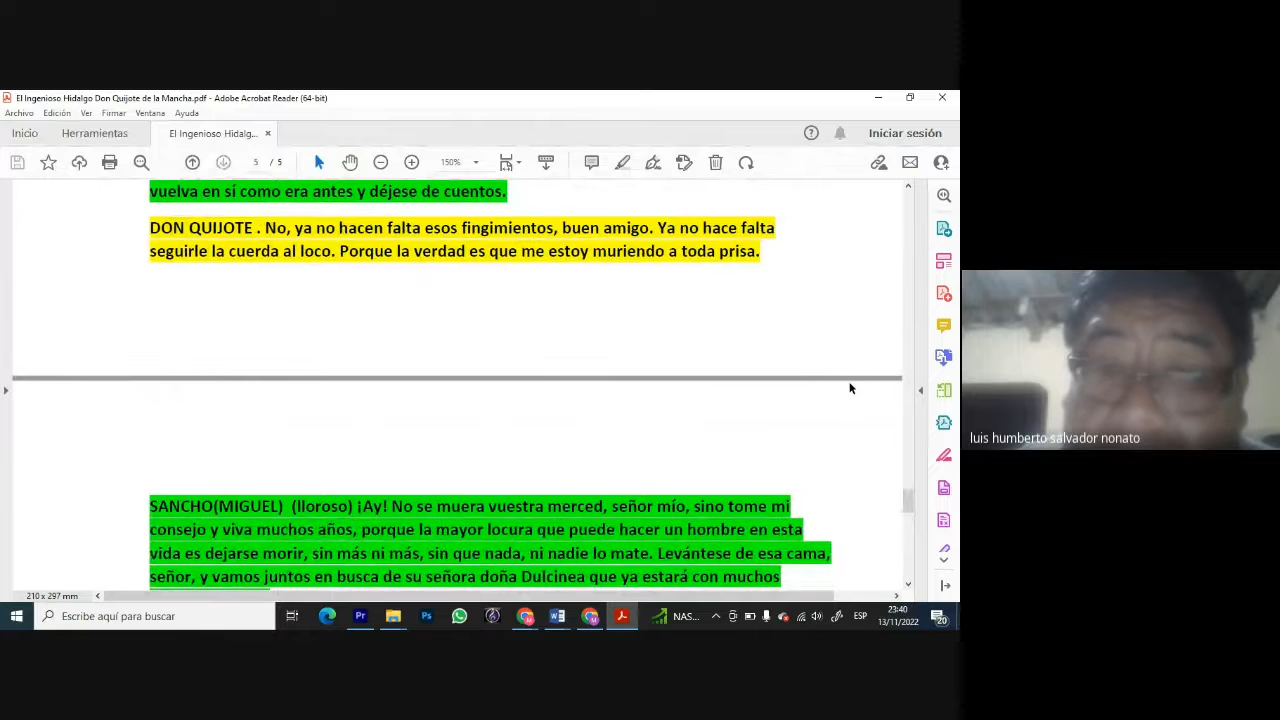 El Ingenioso Hidalgo Don Quijote de la Mancha.pdf - Adobe Acrobat Reader (64-bit)
Archivo Edición Ver Firmar Ventana Ayuda
Inicio Herramientas El Ingenioso Hidalg... × Iniciar sesión
5 / 5 150%
vuelva en sí como era antes y déjese de cuentos.
DON QUIJOTE . No, ya no hacen falta esos fingimientos, buen amigo. Ya no hace falta
seguirle la cuerda al loco. Porque la verdad es que me estoy muriendo a toda prisa.
luis humberto salvador nonato
SANCHO(MIGUEL) (lloroso) ¡Ay! No se muera vuestra merced, señor mío, sino tome mi
consejo y viva muchos años, porque la mayor locura que puede hacer un hombre en esta
vida es dejarse morir, sin más ni más, sin que nada, ni nadie lo mate. Levántese de esa cama,
señor, y vamos juntos en busca de su señora doña Dulcinea que ya estará con muchos
210 x 297 mm
Escribe aquí para buscar Pr Ps NAS... ESP 23:40
13/11/2022 20